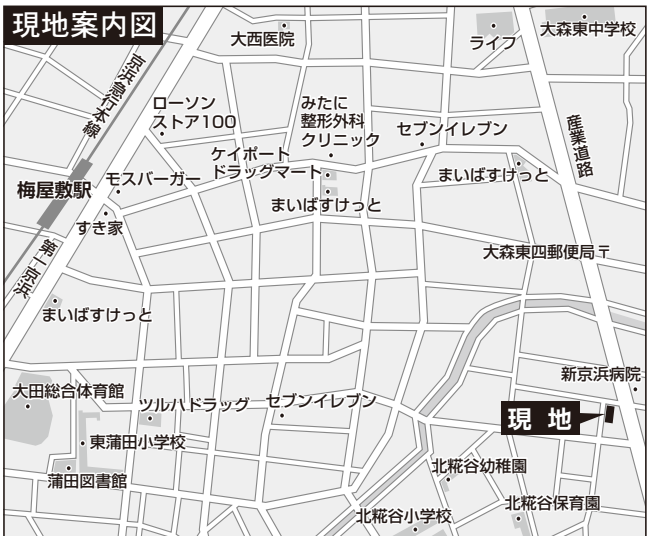 現地案内図
大西医院
ライフ
大森東中学校
京浜急行本線
ローソン
ストア100
みたに
整形外科
クリニック
セブンイレブン
産業道路
ケイポート
ドラッグマート
モスバーガー
まいばすけっと
梅屋敷駅
まいばすけっと
すき家
第一京浜
大森東四郵便局〒
まいばすけっと
新京浜病院
大田総合体育館
ツルハドラッグ
セブンイレブン
現 地
東蒲田小学校
蒲田図書館
北糀谷幼稚園
北糀谷保育園
北糀谷小学校